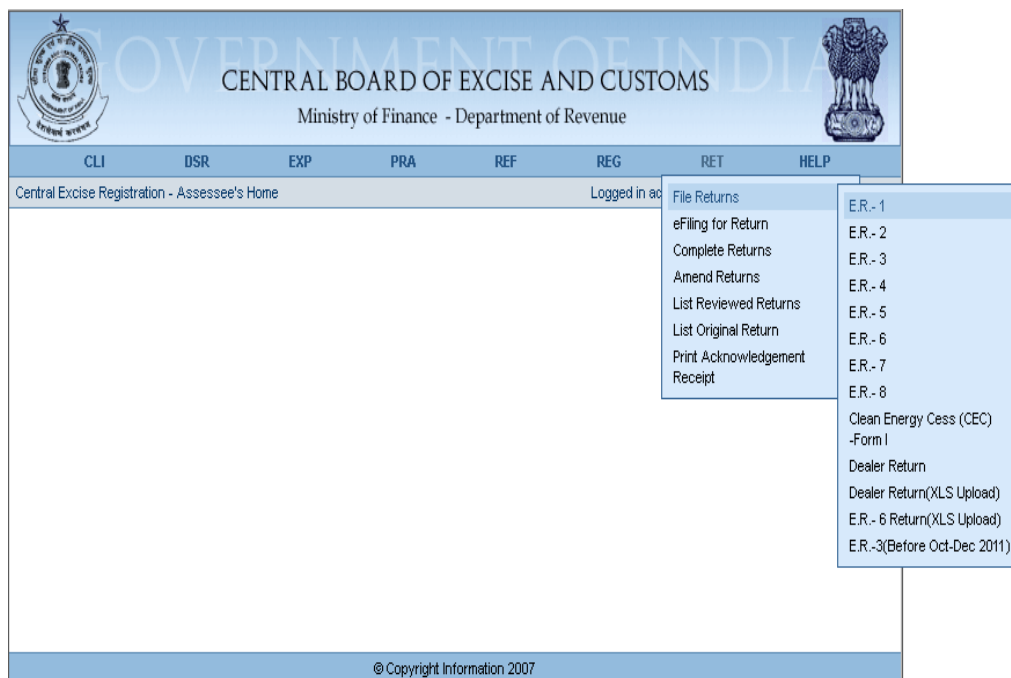 GOVERNMENT OF INDIA
CENTRAL BOARD OF EXCISE AND CUSTOMS
Ministry of Finance - Department of Revenue
CLI DSR EXP PRA REF REG RET HELP
Central Excise Registration - Assessee's Home
Logged in ac
File Returns
eFiling for Return
Complete Returns
Amend Returns
List Reviewed Returns
List Original Return
Print Acknowledgement
Receipt
E.R.- 1
E.R.- 2
E.R.- 3
E.R.- 4
E.R.- 5
E.R.- 6
E.R.- 7
E.R.- 8
Clean Energy Cess (CEC)
-Form I
Dealer Return
Dealer Return(XLS Upload)
E.R.- 6 Return(XLS Upload)
E.R.-3(Before Oct-Dec 2011)
© Copyright Information 2007